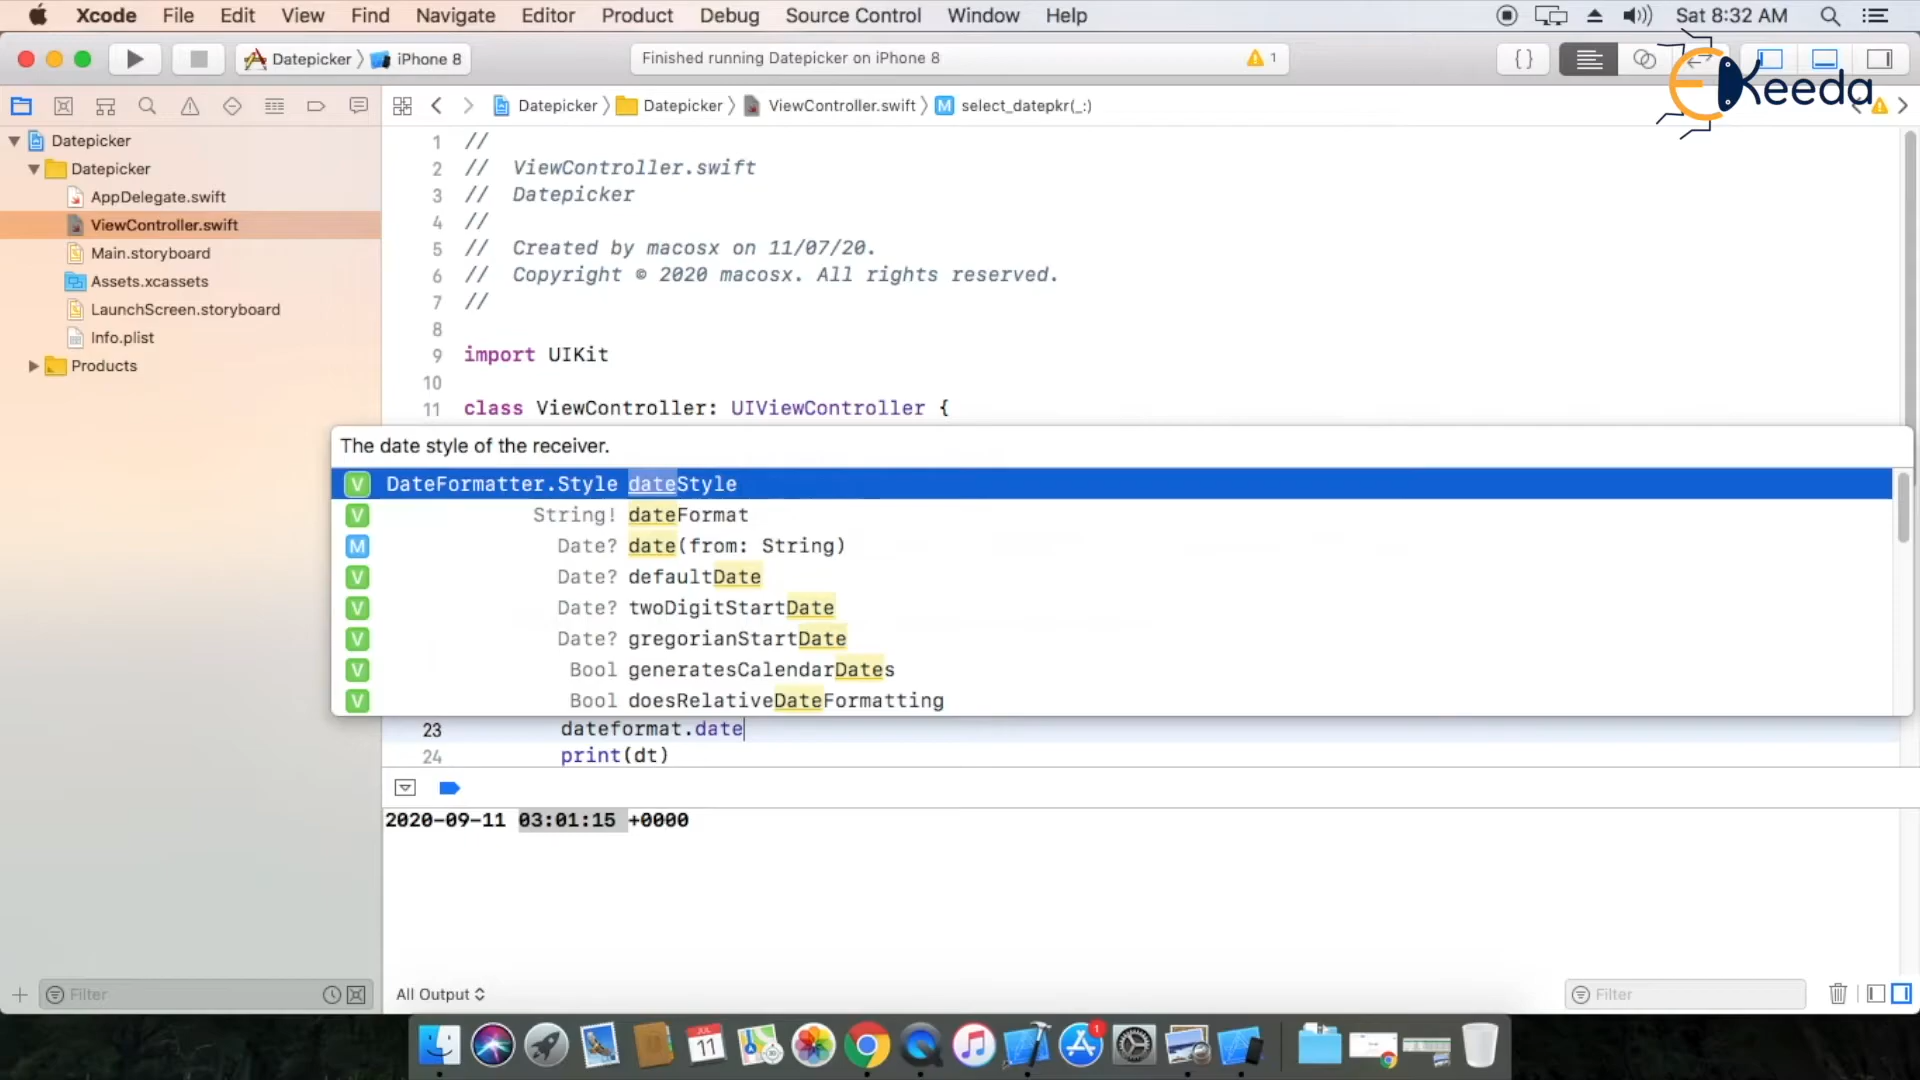 Xcode File Edit View Find Navigate Editor Product Debug Source Control Window Help Sat 8:32 AM
Datepicker iPhone 8 Finished running Datepicker on iPhone 8 1 { }
EKeeda
Datepicker Datepicker ViewController.swift M select_datepkr(_:)
Datepicker
Datepicker
AppDelegate.swift
ViewController.swift
Main.storyboard
Assets.xcassets
LaunchScreen.storyboard
Info.plist
Products
1 //
2 // ViewController.swift
3 // Datepicker
4 //
5 // Created by macosx on 11/07/20.
6 // Copyright © 2020 macosx. All rights reserved.
7 //
8
9 import UIKit
10
11 class ViewController: UIViewController {
The date style of the receiver.
V DateFormatter.Style dateStyle
V String! dateFormat
M Date? date(from: String)
V Date? defaultDate
V Date? twoDigitStartDate
V Date? gregorianStartDate
V Bool generatesCalendarDates
V Bool doesRelativeDateFormatting
23 dateformat.date
24 print(dt)
2020-09-11 03:01:15 +0000
Filter
All Output
Filter
JUL
11
1